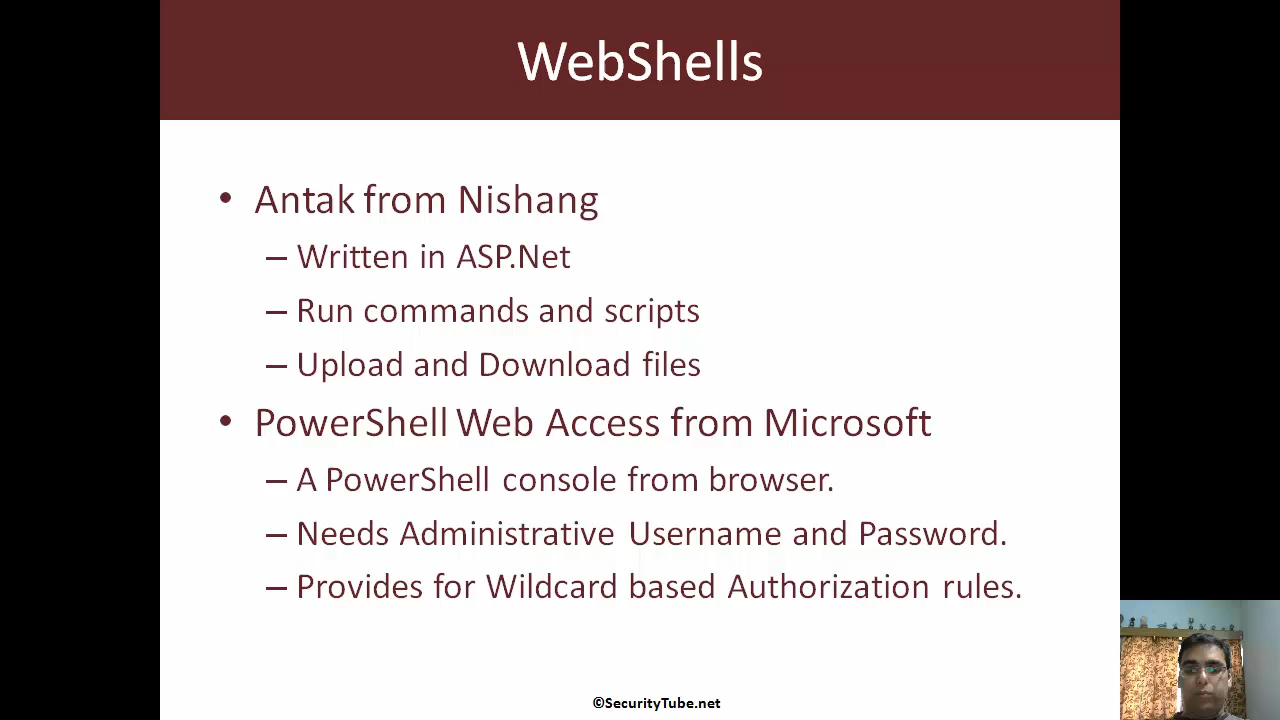 WebShells
• Antak from Nishang
– Written in ASP.Net
– Run commands and scripts
– Upload and Download files
• PowerShell Web Access from Microsoft
– A PowerShell console from browser.
– Needs Administrative Username and Password.
– Provides for Wildcard based Authorization rules.
©SecurityTube.net